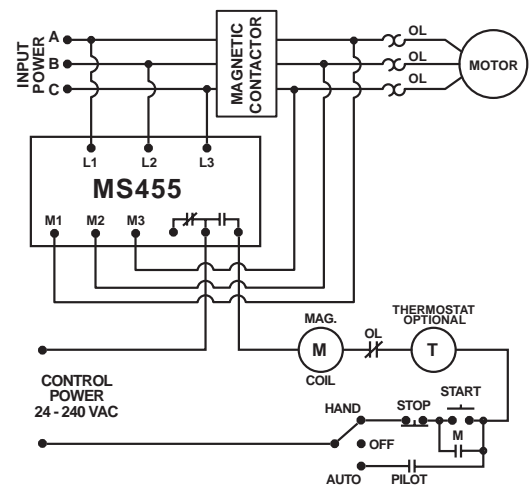 INPUT
POWER
A
B
C
MAGNETIC
CONTACTOR
OL
OL
OL
MOTOR
L1 L2 L3
MS455
M1 M2 M3
MAG.
M
COIL
OL
THERMOSTAT
OPTIONAL
T
CONTROL
POWER
24 - 240 VAC
HAND
STOP
START
M
OFF
AUTO
PILOT